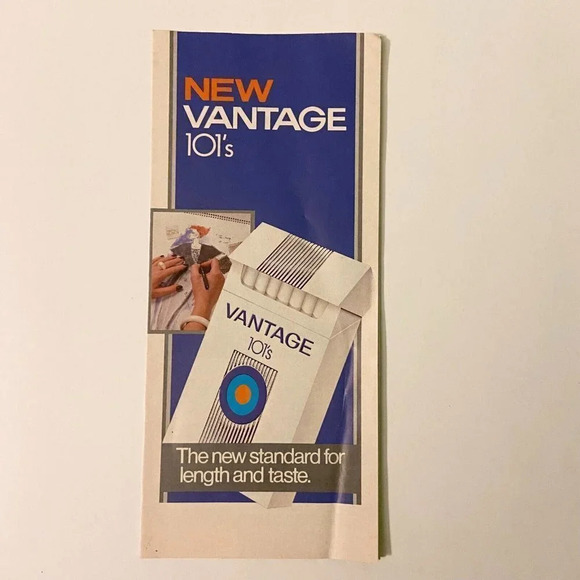 NEW
VANTAGE
101's
VANTAGE
101's
The new standard for
length and taste.